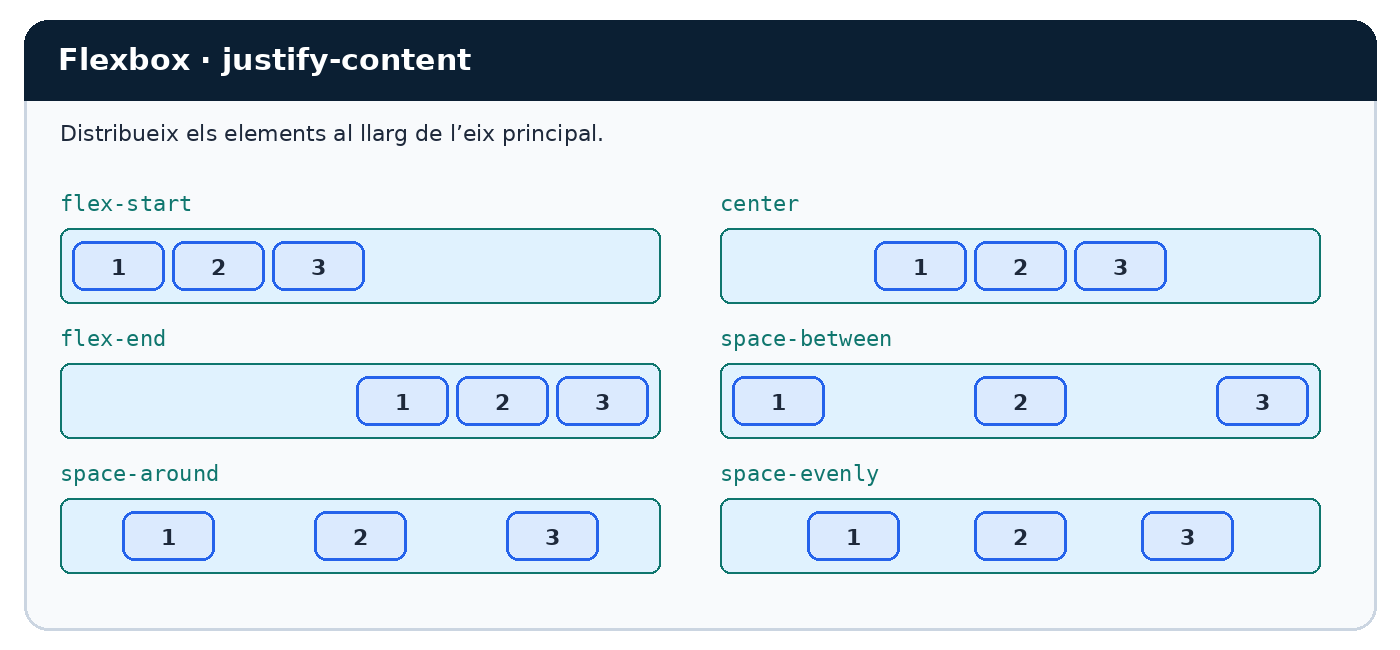 Flexbox · justify-content
Distribueix els elements al llarg de l’eix principal.
flex-start
1 2 3
center
1 2 3
flex-end
1 2 3
space-between
1 2 3
space-around
1 2 3
space-evenly
1 2 3